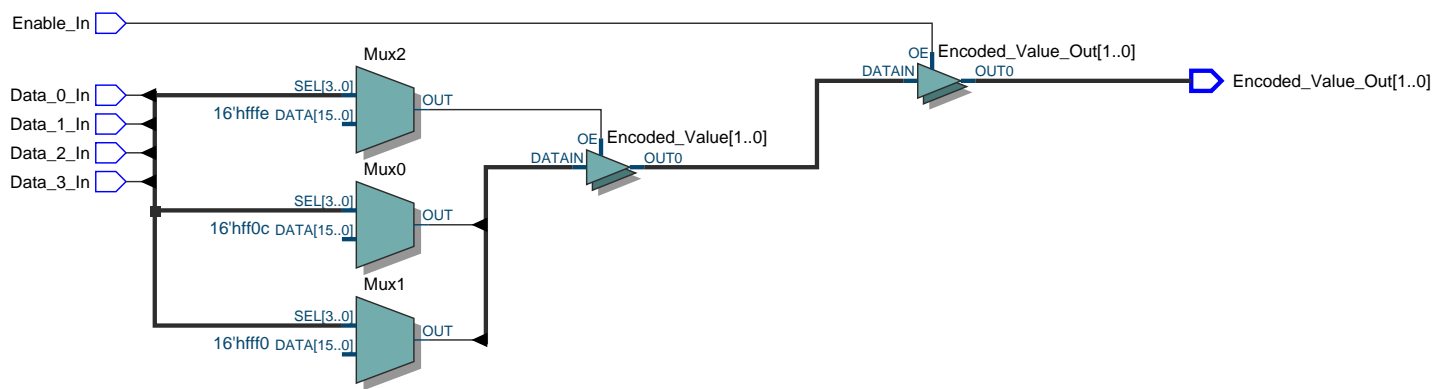 Enable_In
OE Encoded_Value_Out[1..0]
DATAIN OUT0
Encoded_Value_Out[1..0]
Mux2
Data_0_In
SEL[3..0]
OUT
16'hfffe DATA[15..0]
Data_1_In
Data_2_In
Data_3_In
OE Encoded_Value[1..0]
DATAIN OUT0
Mux0
SEL[3..0]
OUT
16'hff0c DATA[15..0]
Mux1
SEL[3..0]
OUT
16'hfff0 DATA[15..0]